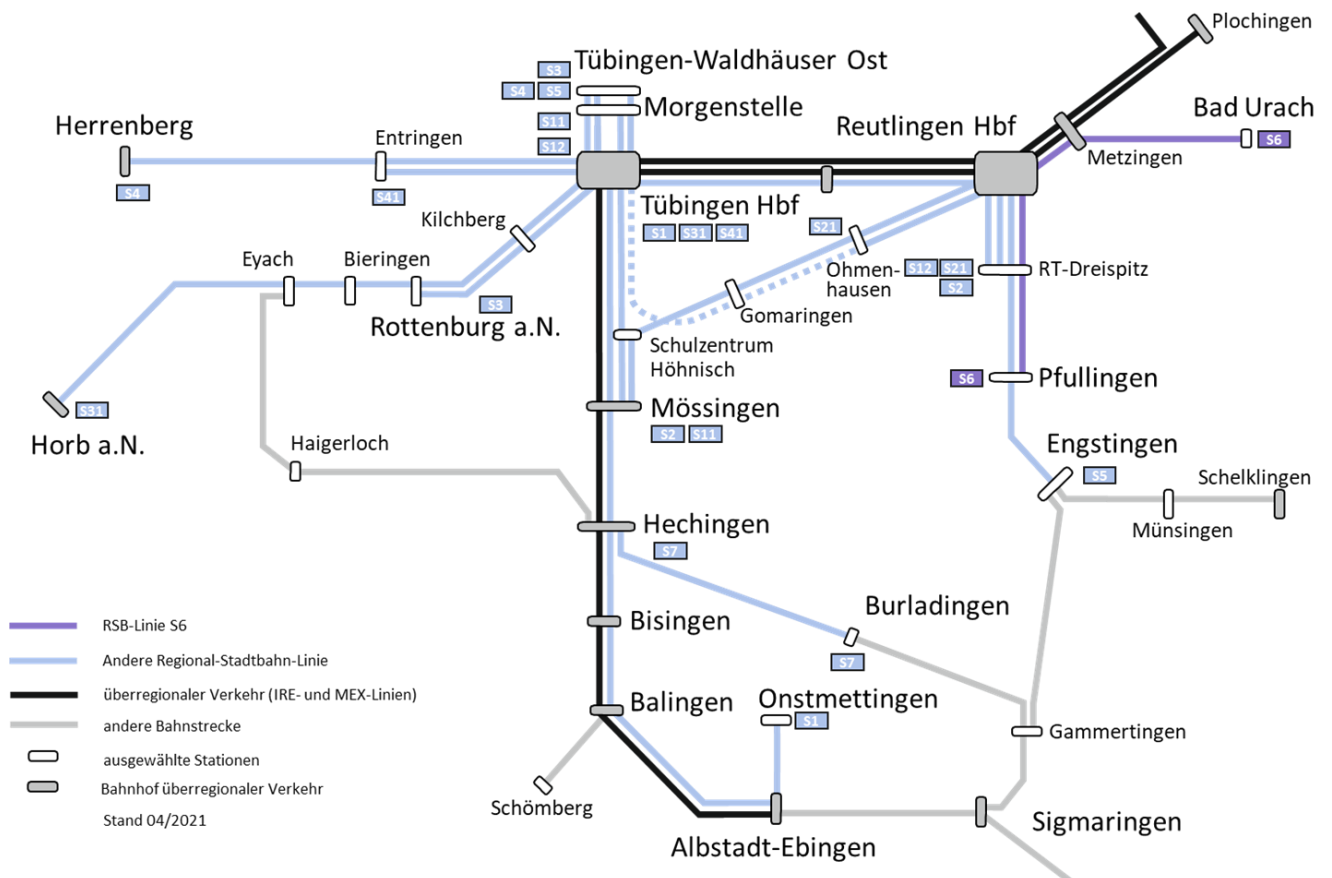 Plochingen
S3
Tübingen-Waldhäuser Ost
S4 S5
Morgenstelle
Bad Urach
S11
Herrenberg
Entringen
Reutlingen Hbf
S12
S6
Metzingen
S4
S41
Tübingen Hbf
Kilchberg
S21
S1 S31 S41
Eyach
Bieringen
Ohmen-
hausen
S12 S21
RT-Dreispitz
S2
S3
Rottenburg a.N.
Gomaringen
Schulzentrum
Höhnisch
S6
Pfullingen
S31
Mössingen
Horb a.N.
S2 S11
Haigerloch
Engstingen
S5
Schelklingen
Hechingen
Münsingen
S7
Burladingen
RSB-Linie S6
Bisingen
Andere Regional-Stadtbahn-Linie
S7
überregionaler Verkehr (IRE- und MEX-Linien)
Balingen
Onstmettingen
S1
andere Bahnstrecke
Gammertingen
ausgewählte Stationen
Bahnhof überregionaler Verkehr
Schömberg
Stand 04/2021
Sigmaringen
Albstadt-Ebingen